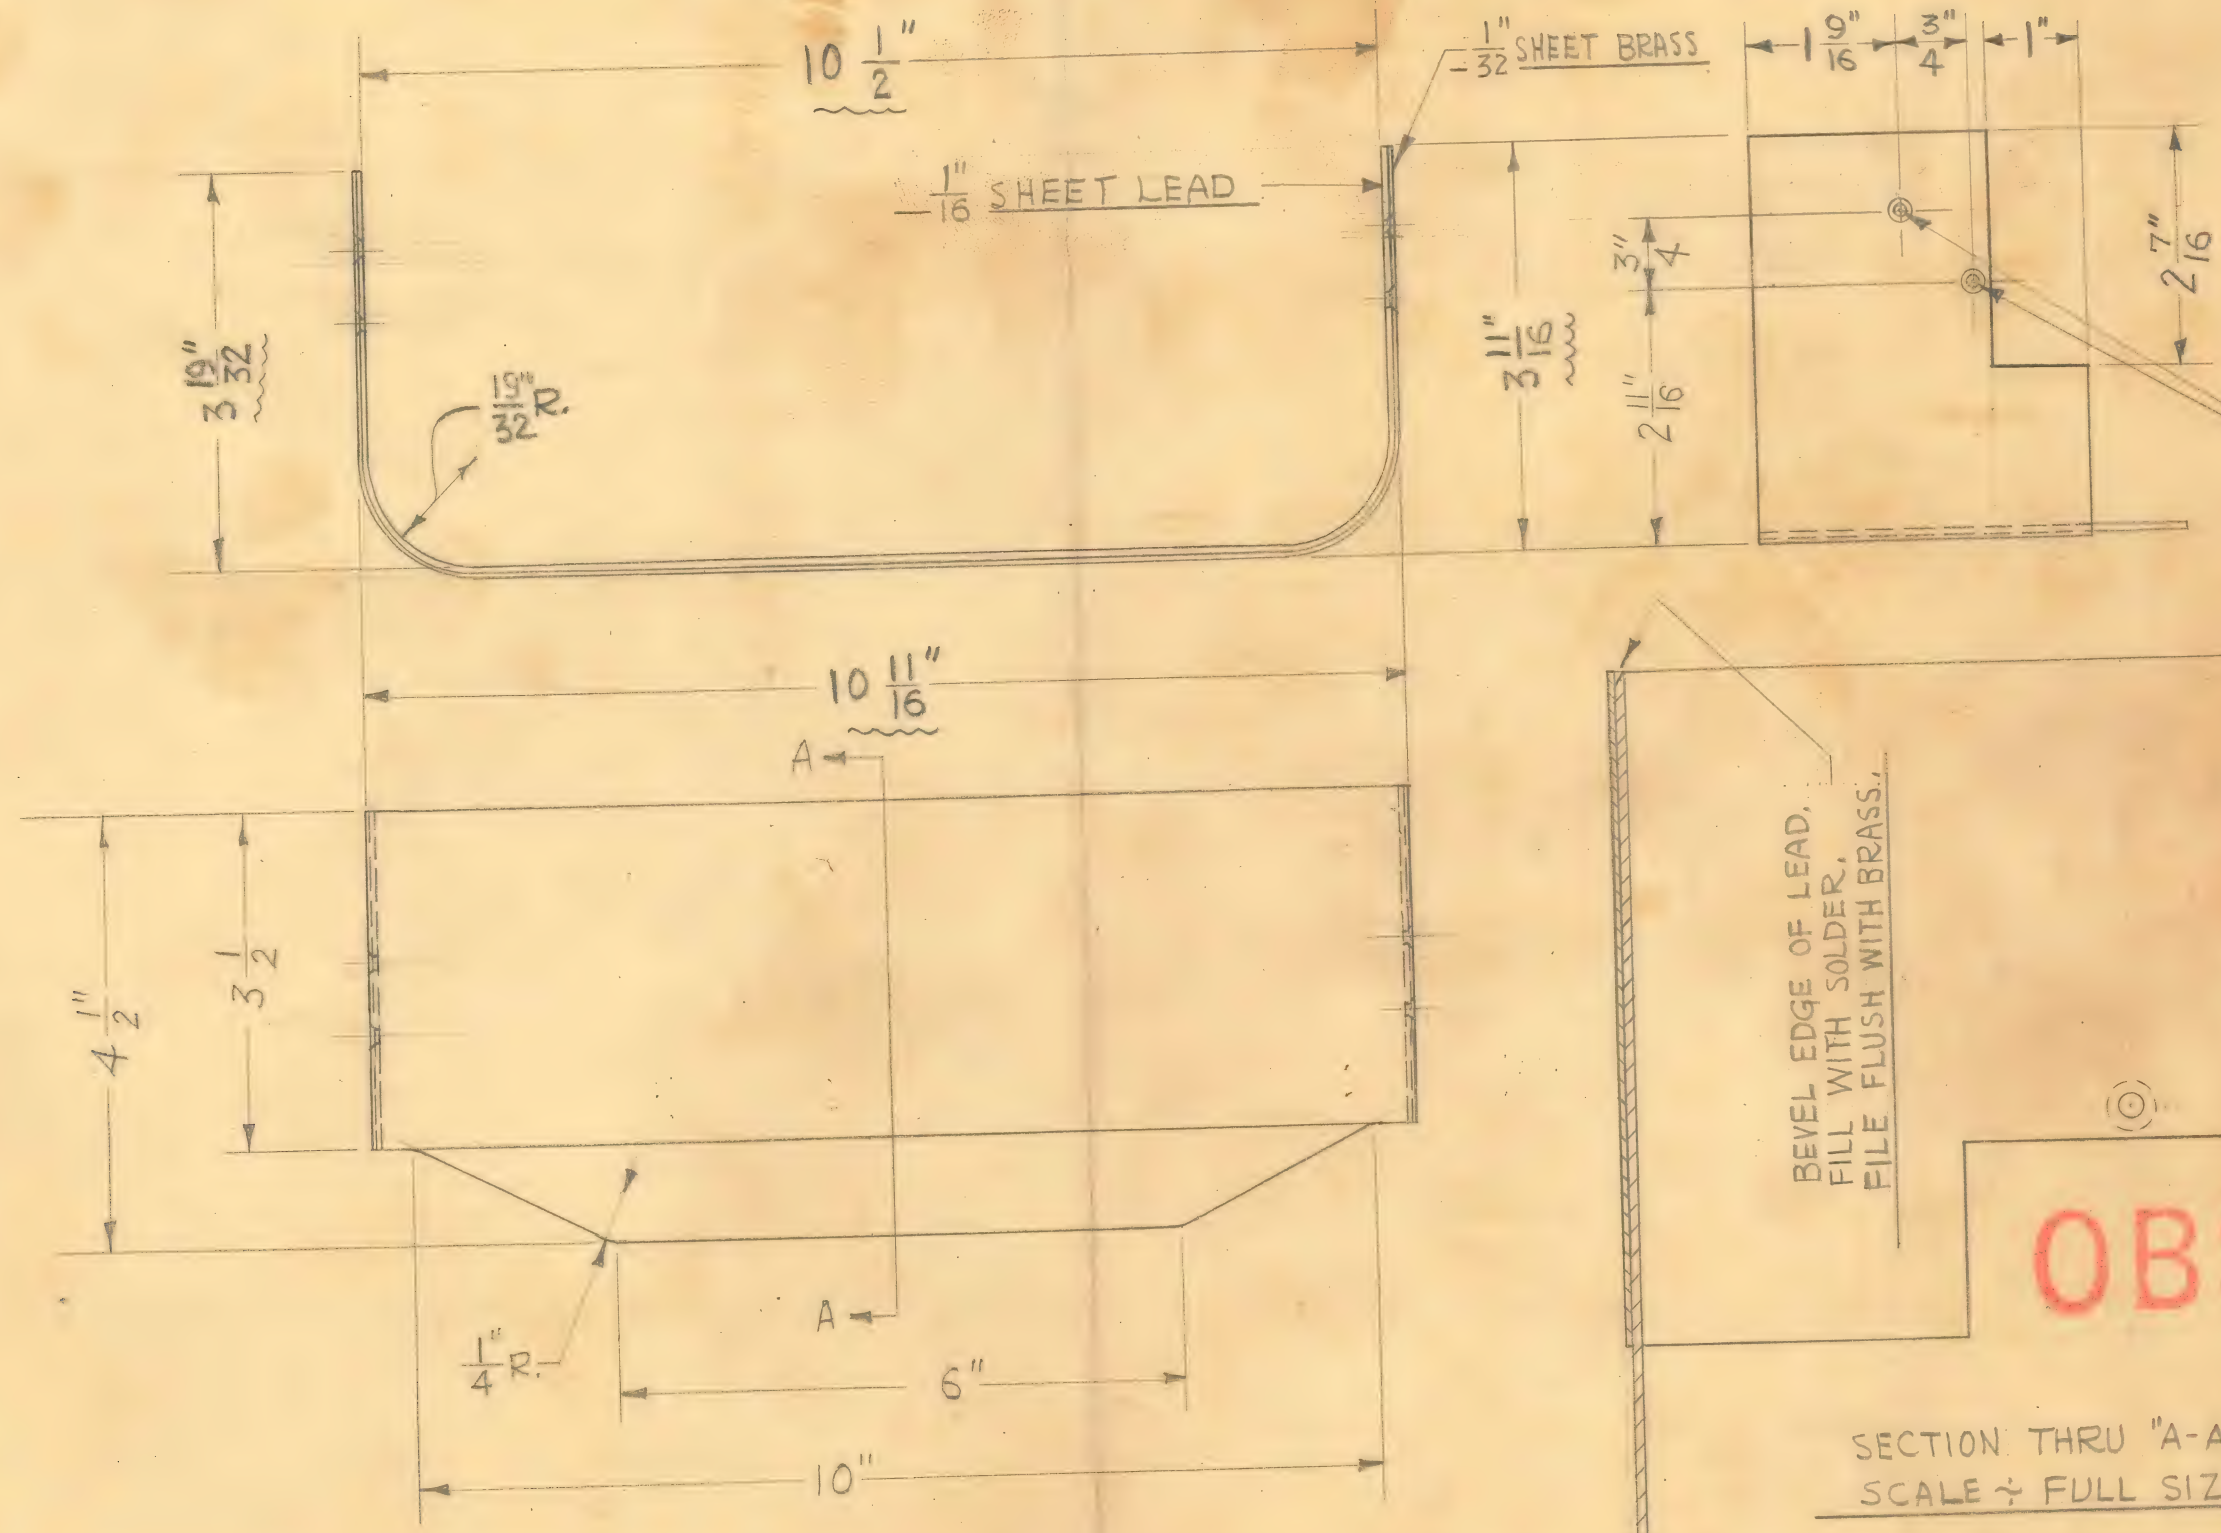 10 1/2"
1/32" SHEET BRASS
1 9/16"
3/4"
1"
1/16" SHEET LEAD
3 19/32"
19/32" R.
3 11/16"
3/4"
2 11/16"
2 7/16"
10 11/16"
A
4 1/2"
3 1/2
A
1/4" R.
6"
10"
BEVEL EDGE OF LEAD.
FILL WITH SOLDER.
FILE FLUSH WITH BRASS.
OB
SECTION THRU "A-A
SCALE ÷ FULL SIZ